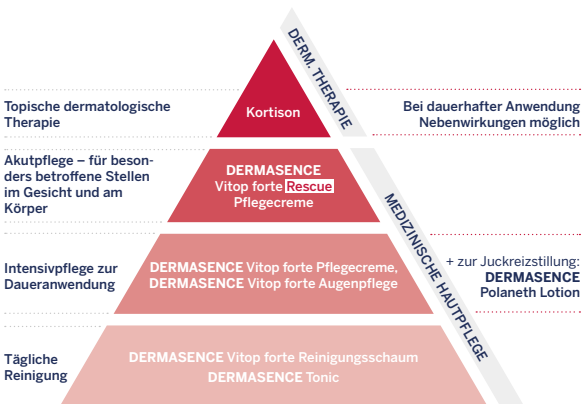 DERM. THERAPIE
Topische dermatologische
Therapie
Kortison
Bei dauerhafter Anwendung
Nebenwirkungen möglich
Akutpflege – für beson-
ders betroffene Stellen
im Gesicht und am
Körper
DERMASENCE
Vitop forte Rescue
Pflegecreme
MEDIZINISCHE HAUTPFLEGE
Intensivpflege zur
Daueranwendung
DERMASENCE Vitop forte Pflegecreme,
DERMASENCE Vitop forte Augenpflege
+ zur Juckreizstillung:
DERMASENCE
Polaneth Lotion
Tägliche
Reinigung
DERMASENCE Vitop forte Reinigungsschaum
DERMASENCE Tonic